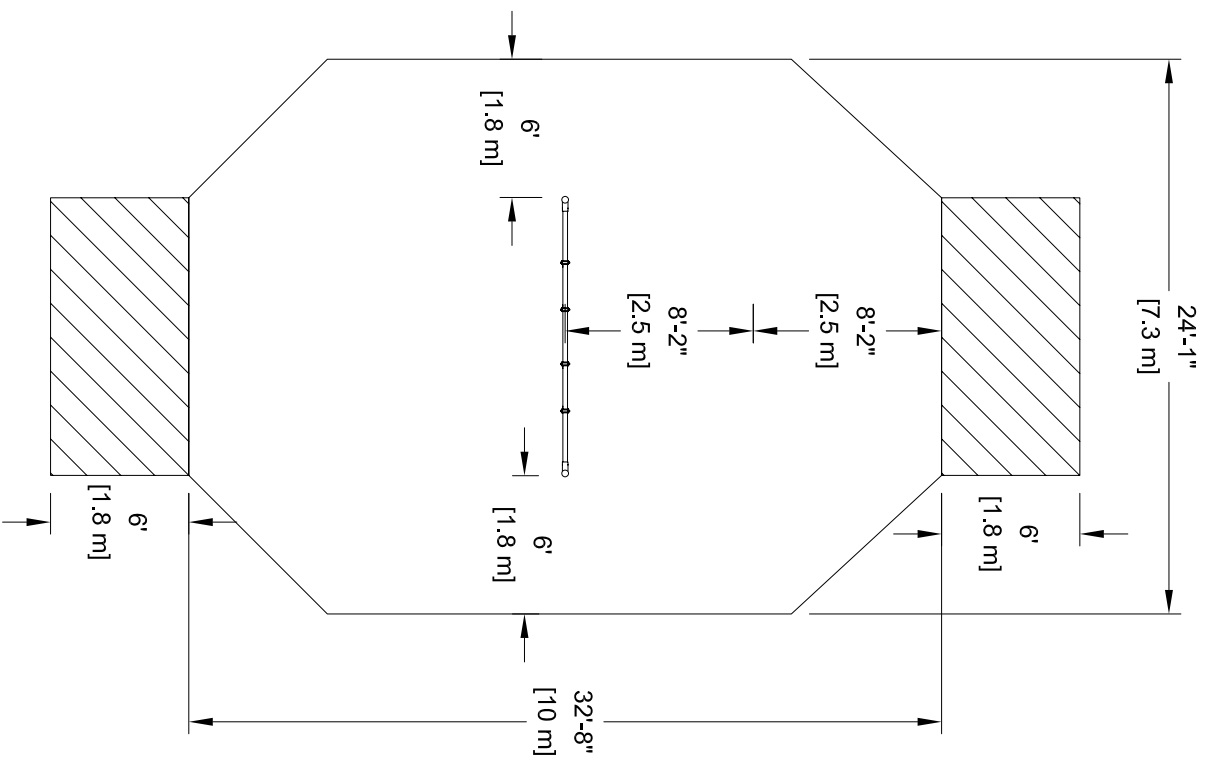 24'-1"
[7.3 m]
6'
[1.8 m]
8'-2"
[2.5 m]
8'-2"
[2.5 m]
6'
[1.8 m]
6'
[1.8 m]
6'
[1.8 m]
32'-8"
[10 m]